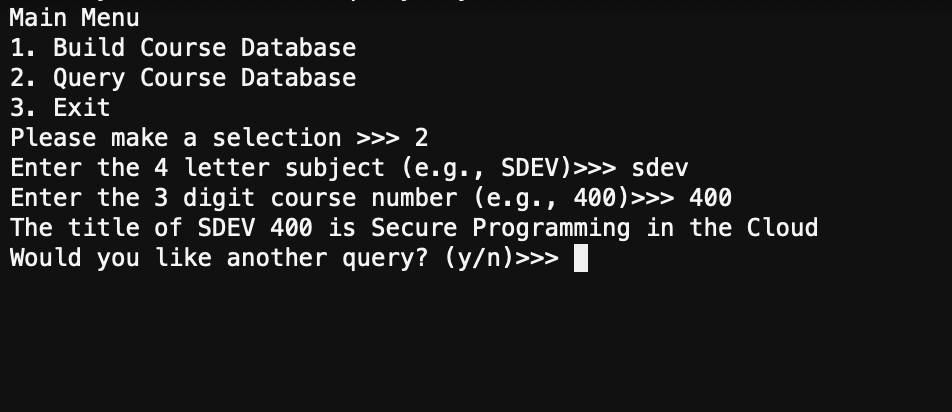 Main Menu
1. Build Course Database
2. Query Course Database
3. Exit
Please make a selection >>> 2
Enter the 4 letter subject (e.g., SDEV)>>> sdev
Enter the 3 digit course number (e.g., 400)>>> 400
The title of SDEV 400 is Secure Programming in the Cloud
Would you like another query? (y/n)>>>